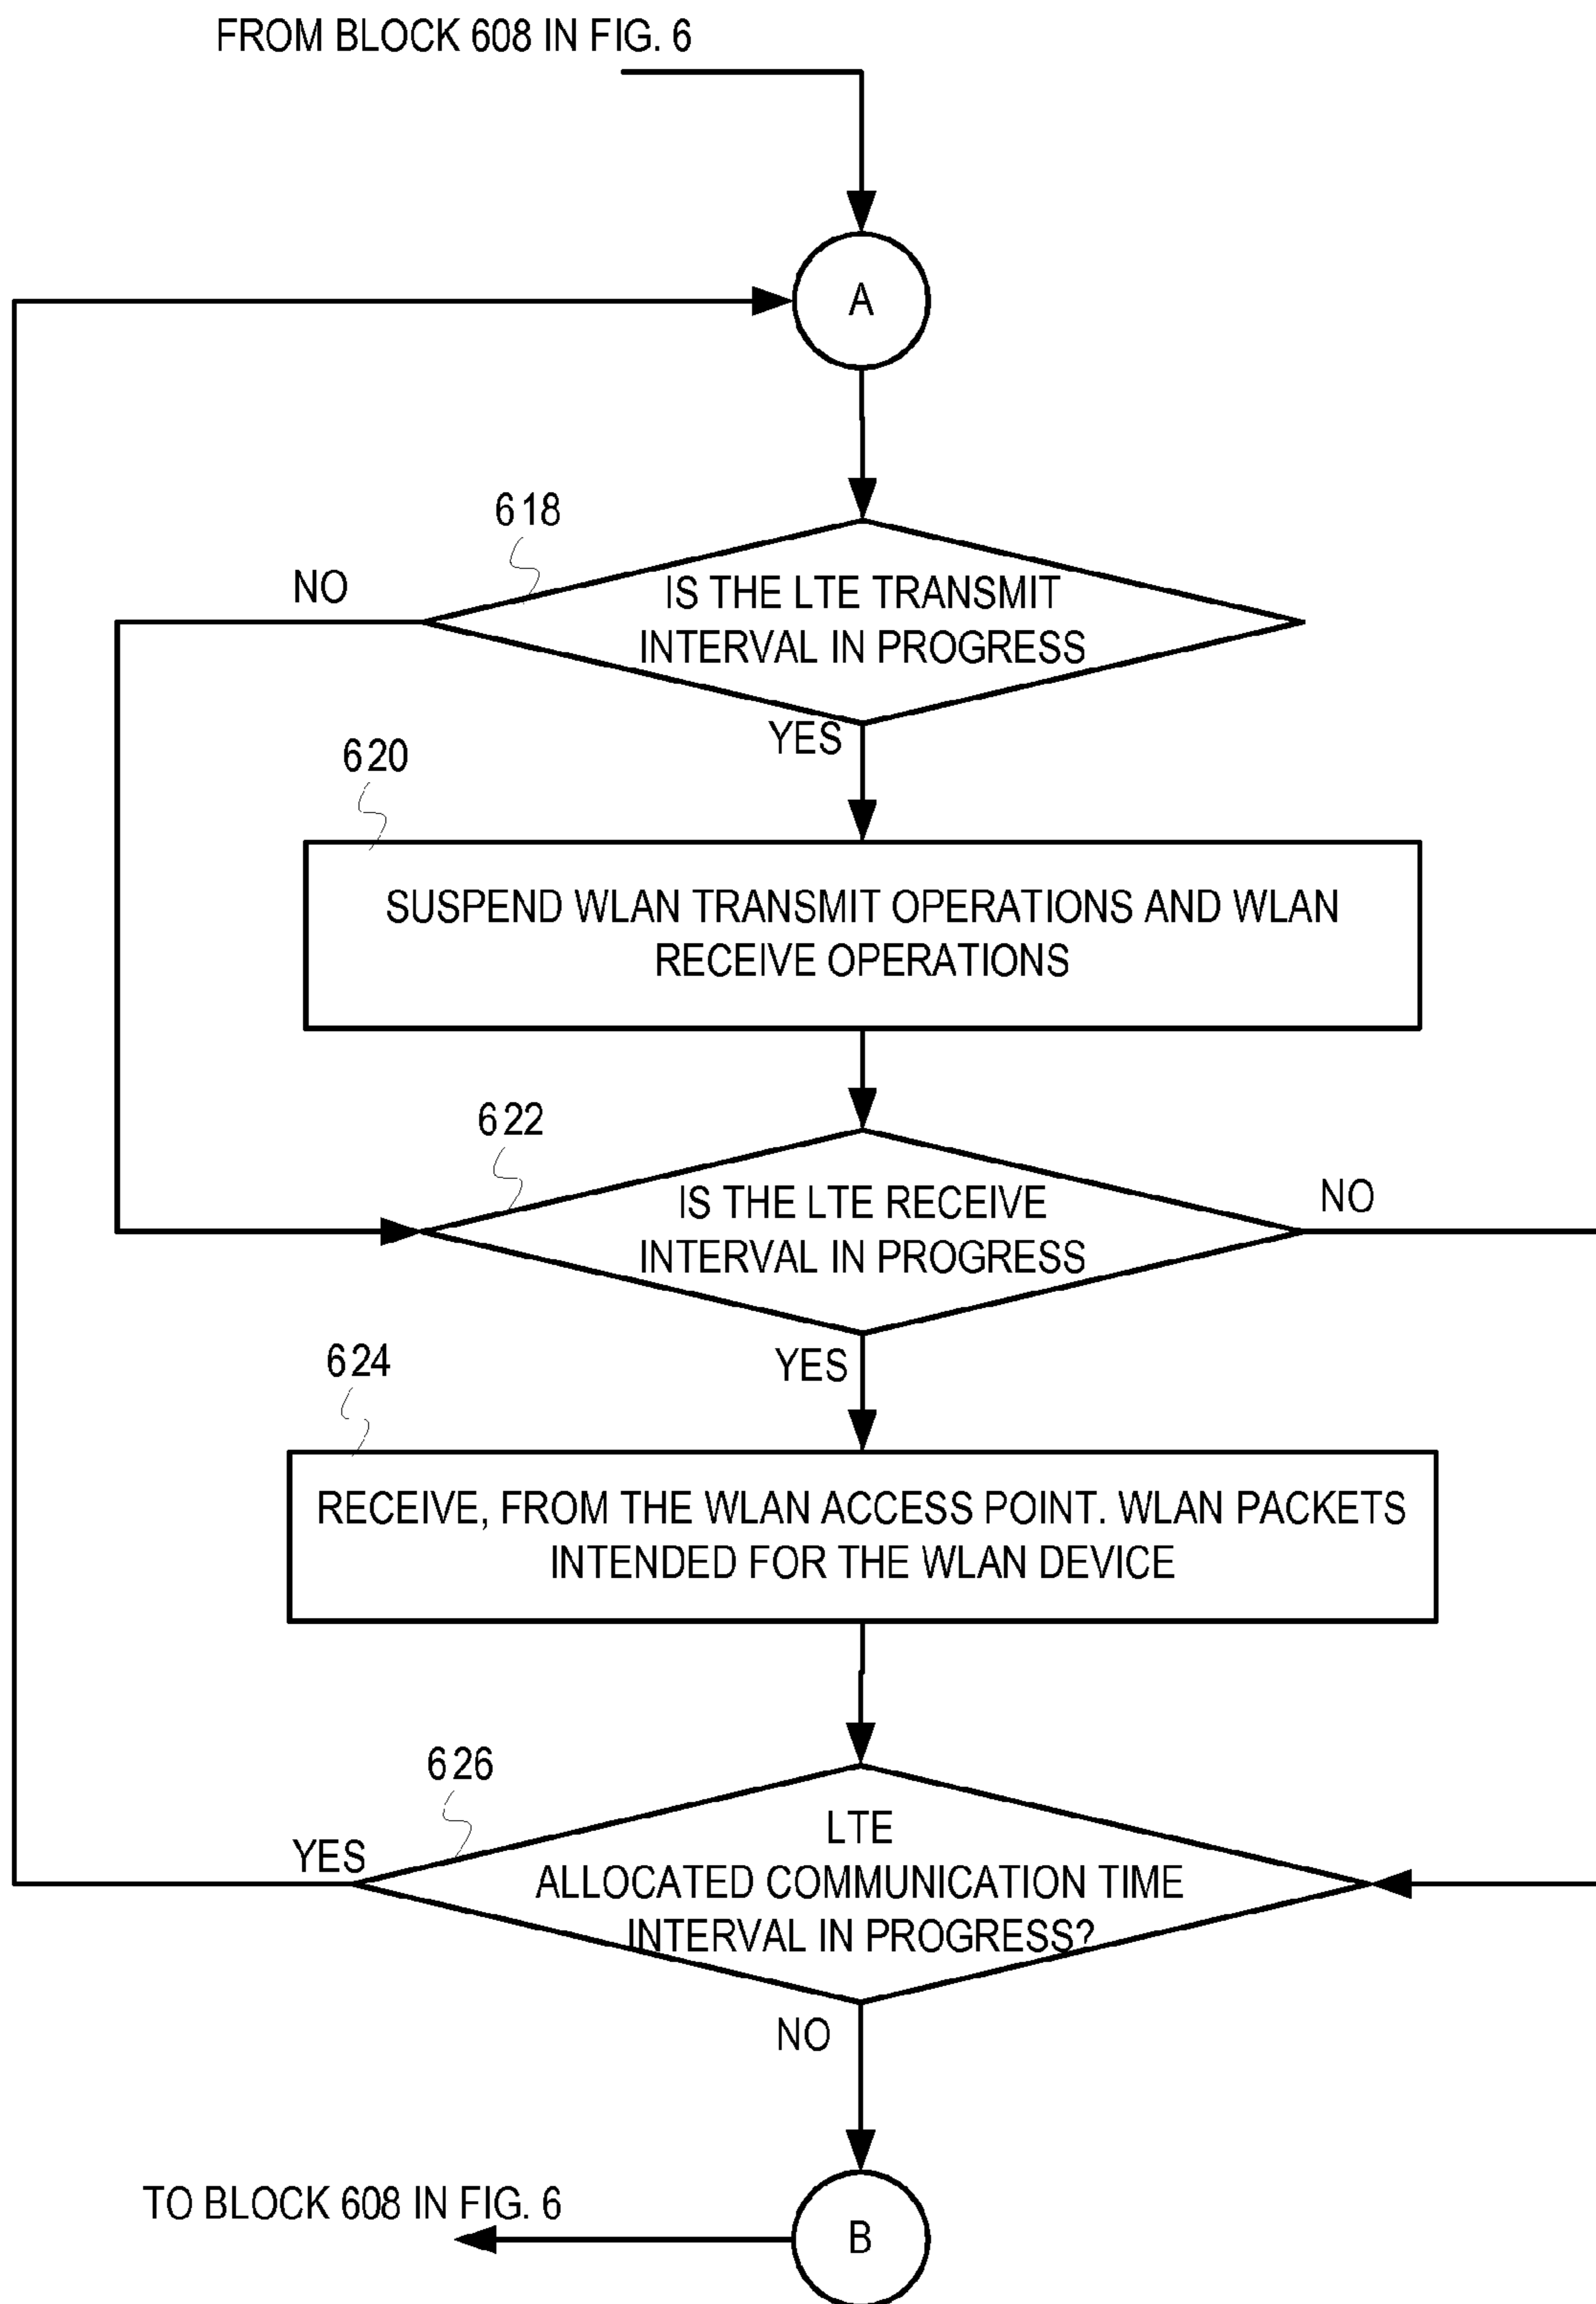 FROM BLOCK 608 IN FIG. 6
A
618
NO
IS THE LTE TRANSMIT
INTERVAL IN PROGRESS
YES
620
SUSPEND WLAN TRANSMIT OPERATIONS AND WLAN
RECEIVE OPERATIONS
622
IS THE LTE RECEIVE
INTERVAL IN PROGRESS
NO
YES
624
RECEIVE, FROM THE WLAN ACCESS POINT. WLAN PACKETS
INTENDED FOR THE WLAN DEVICE
626
YES
LTE
ALLOCATED COMMUNICATION TIME
INTERVAL IN PROGRESS?
NO
TO BLOCK 608 IN FIG. 6
B